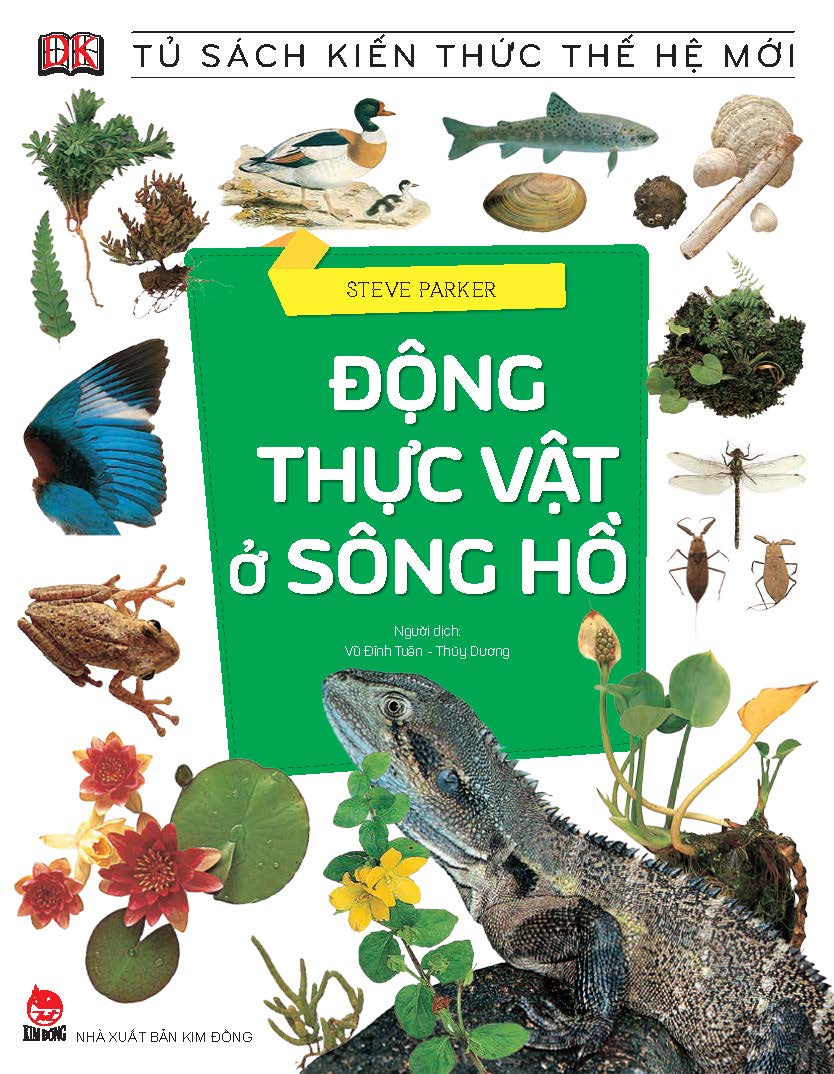 DK
TỦ SÁCH KIẾN THỨC THẾ HỆ MỚI
STEVE PARKER
ĐỘNG
THỰC VẬT
ở SÔNG HỒ
Người dịch:
Vũ Đình Tuân - Thùy Dương
KIM ĐỒNG
NHÀ XUẤT BẢN KIM ĐỒNG